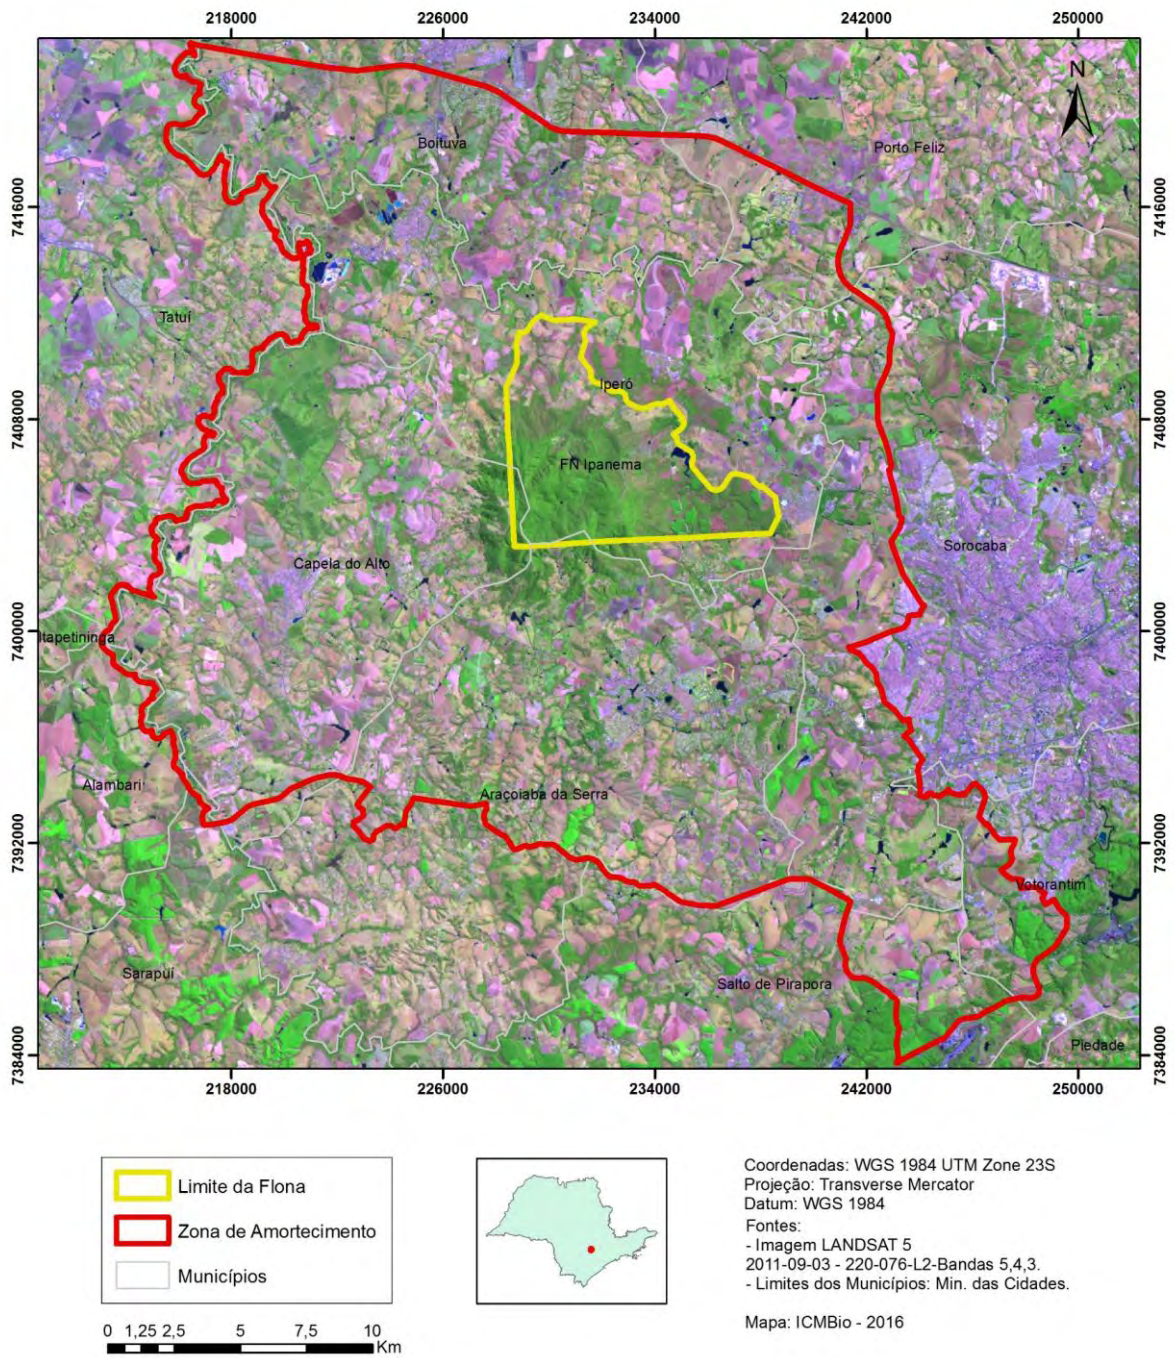 218000 226000 234000 242000 250000
N
Boituva
Porto Feliz
7416000 7416000
Tatuí
Iperó
7408000 7408000
FN Ipanema
Sorocaba
Capela do Alto
7400000 7400000
Itapetininga
Alambari
Araçoiaba da Serra
7392000 7392000
Votorantim
Sarapuí
Salto de Pirapora
Piedade
7384000 7384000
218000 226000 234000 242000 250000
Limite da Flona
Zona de Amortecimento
Municípios
0 1,25 2,5 5 7,5 10
Km
Coordenadas: WGS 1984 UTM Zone 23S
Projeção: Transverse Mercator
Datum: WGS 1984
Fontes:
- Imagem LANDSAT 5
2011-09-03 - 220-076-L2-Bandas 5,4,3.
- Limites dos Municípios: Min. das Cidades.
Mapa: ICMBio - 2016